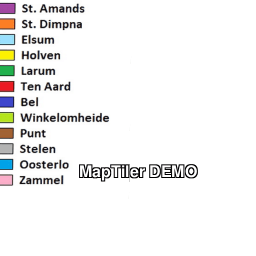 St. Amands
St. Dimpna
Elsum
Holven
Larum
Ten Aard
Bel
Winkelomheide
Punt
Stelen
Oosterlo
Zammel
MapTiler DEMO